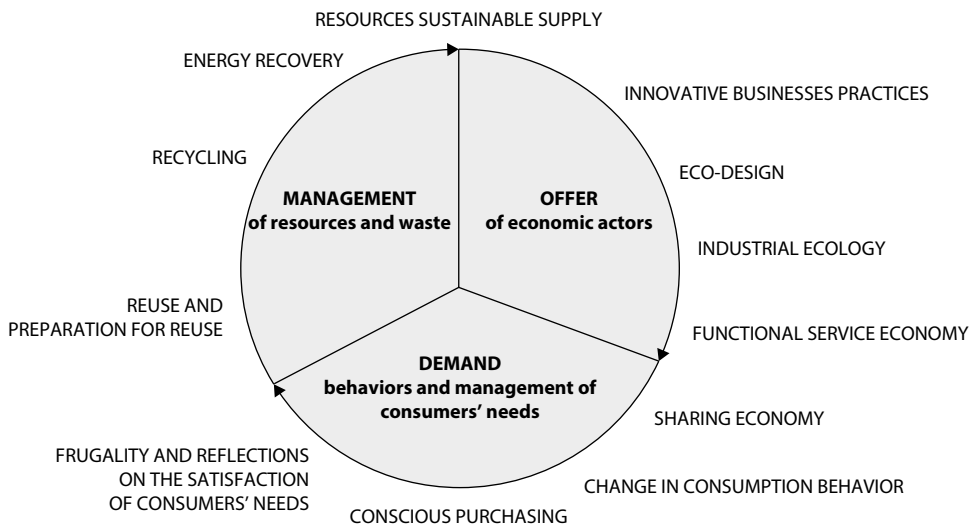 RESOURCES SUSTAINABLE SUPPLY
ENERGY RECOVERY
INNOVATIVE BUSINESSES PRACTICES
RECYCLING
ECO-DESIGN
MANAGEMENT
of resources and waste
OFFER
of economic actors
INDUSTRIAL ECOLOGY
REUSE AND
PREPARATION FOR REUSE
FUNCTIONAL SERVICE ECONOMY
DEMAND
behaviors and management of
consumers’ needs
SHARING ECONOMY
FRUGALITY AND REFLECTIONS
ON THE SATISFACTION
OF CONSUMERS’ NEEDS
CHANGE IN CONSUMPTION BEHAVIOR
CONSCIOUS PURCHASING